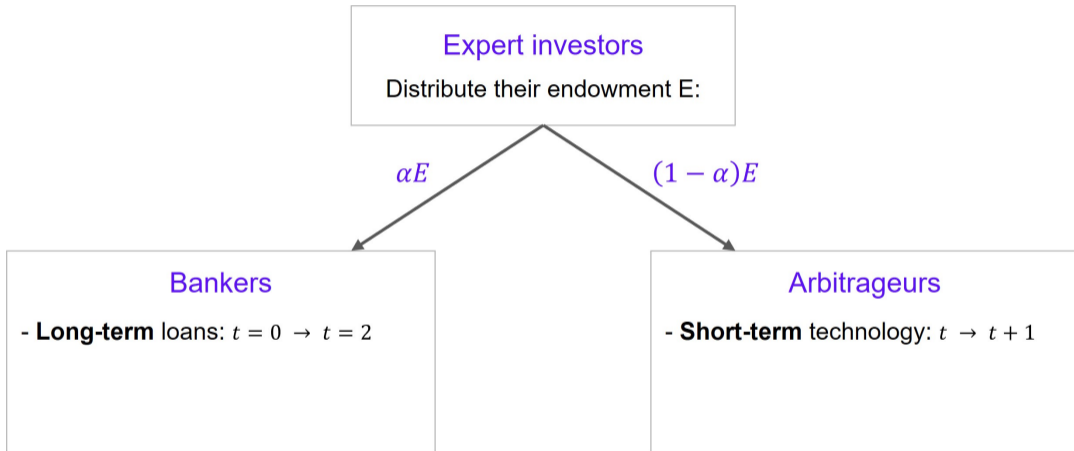 Expert investors
Distribute their endowment E:
αE
(1 − α)E
Bankers
- Long-term loans: t = 0 → t = 2
Arbitrageurs
- Short-term technology: t → t + 1